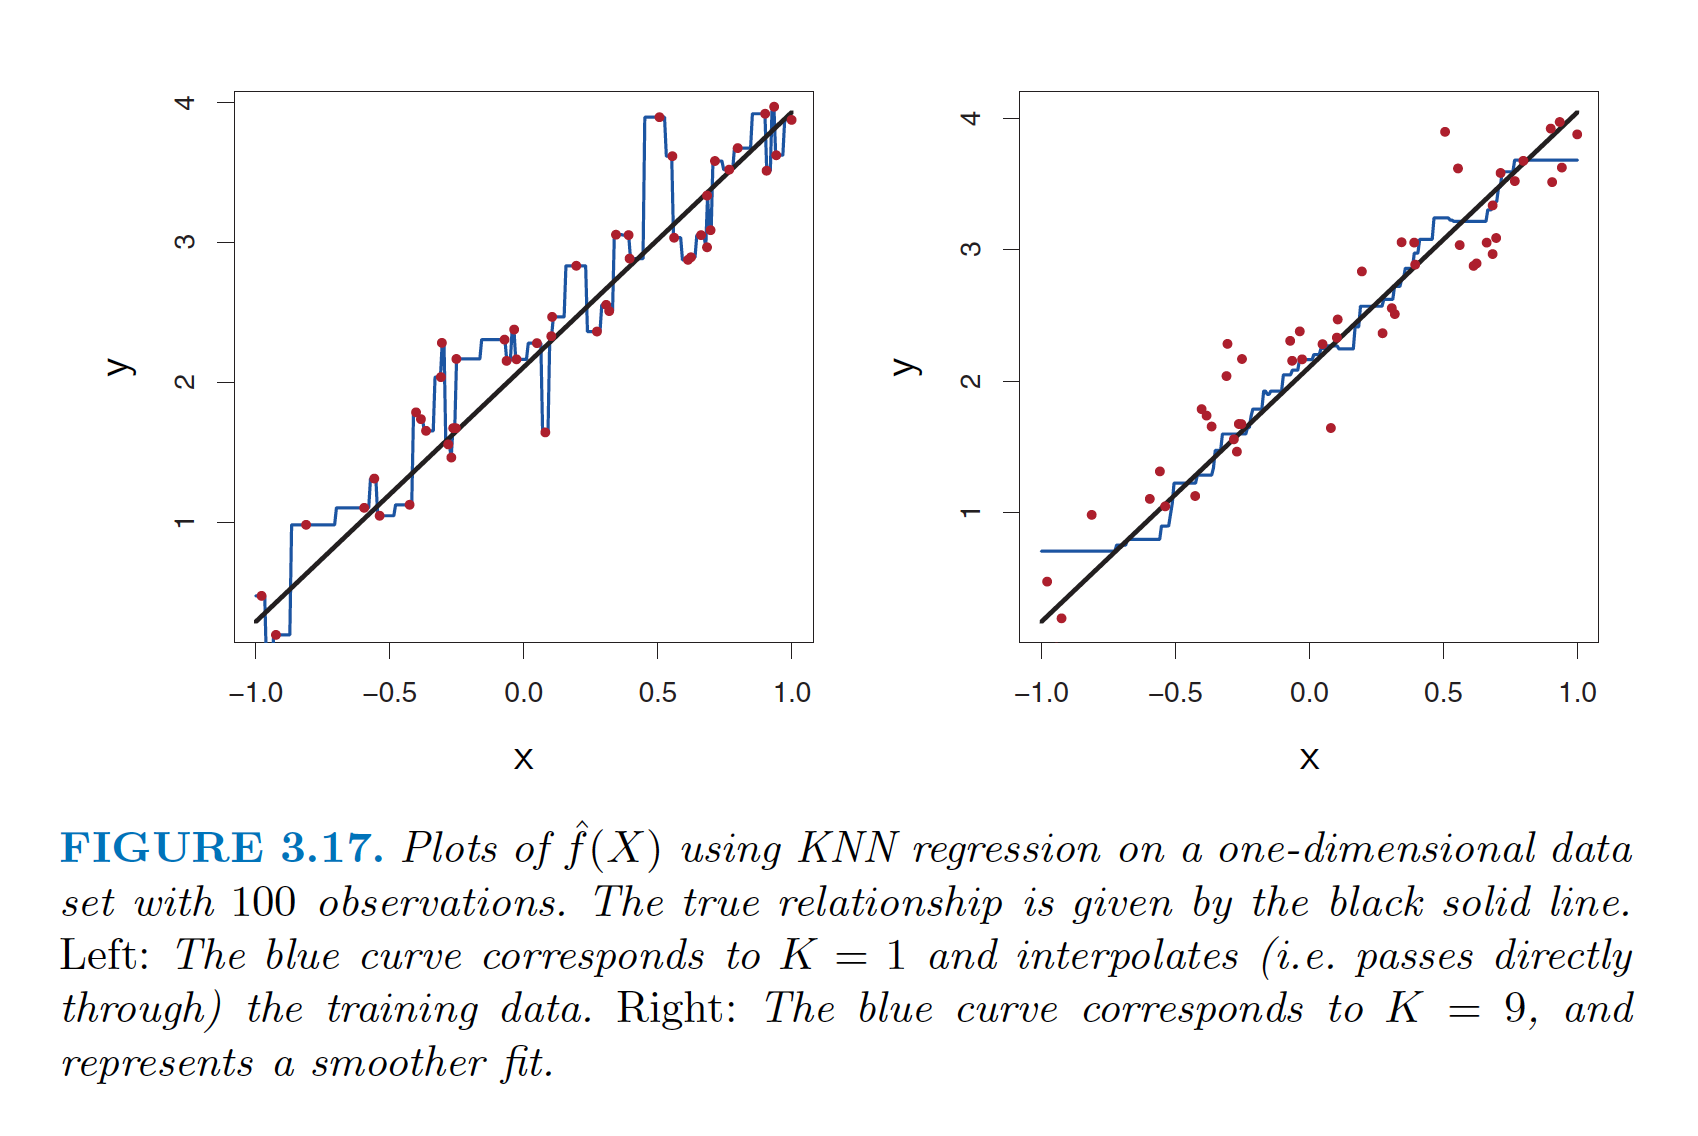 4
3
2
1
y
−1.0 −0.5 0.0 0.5 1.0
x
4
3
2
1
y
−1.0 −0.5 0.0 0.5 1.0
x
FIGURE 3.17. Plots of f̂(X) using KNN regression on a one-dimensional data
set with 100 observations. The true relationship is given by the black solid line.
Left: The blue curve corresponds to K = 1 and interpolates (i.e. passes directly
through) the training data. Right: The blue curve corresponds to K = 9, and
represents a smoother fit.